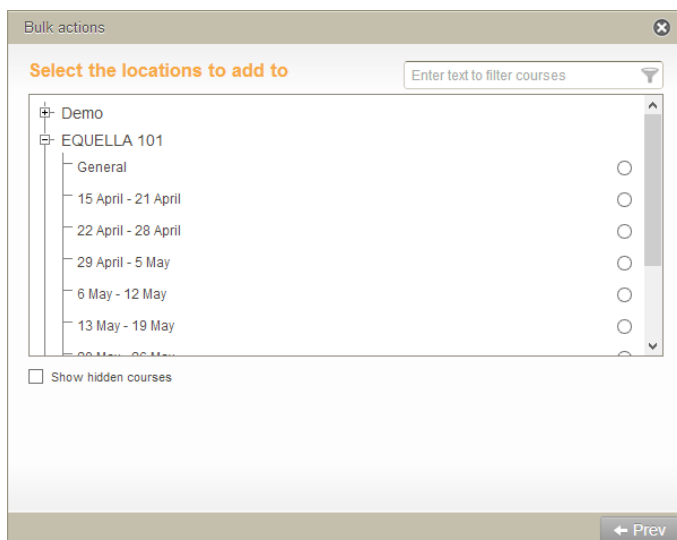 Bulk actions
Select the locations to add to
Enter text to filter courses
Demo
EQUELLA 101
General
15 April - 21 April
22 April - 28 April
29 April - 5 May
6 May - 12 May
13 May - 19 May
Show hidden courses
Prev